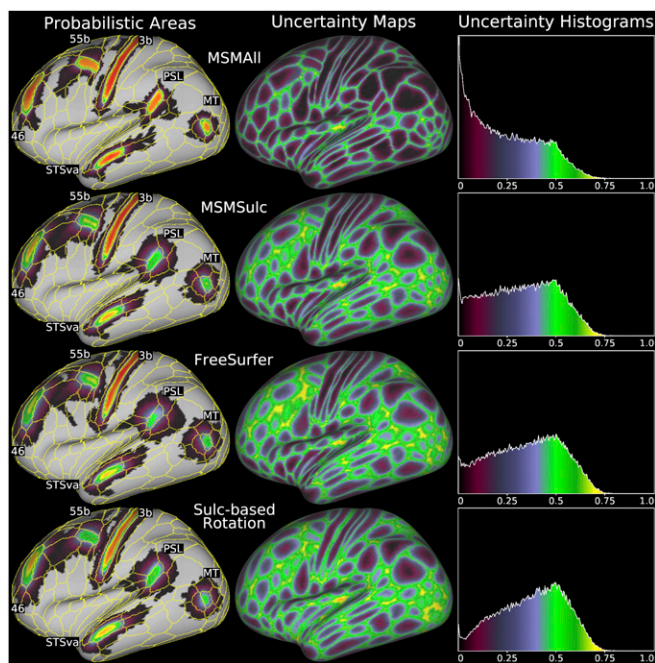 Probabilistic Areas
Uncertainty Maps
Uncertainty Histograms
55b
3b
MSMAll
PSL
MT
46
STSva
0 0.25 0.5 0.75 1.0
55b
3b
MSMSulc
PSL
MT
46
STSva
0 0.25 0.5 0.75 1.0
55b
3b
FreeSurfer
PSL
MT
46
STSva
0 0.25 0.5 0.75 1.0
55b
3b
Sulc-based
Rotation
PSL
MT
46
STSva
0 0.25 0.5 0.75 1.0